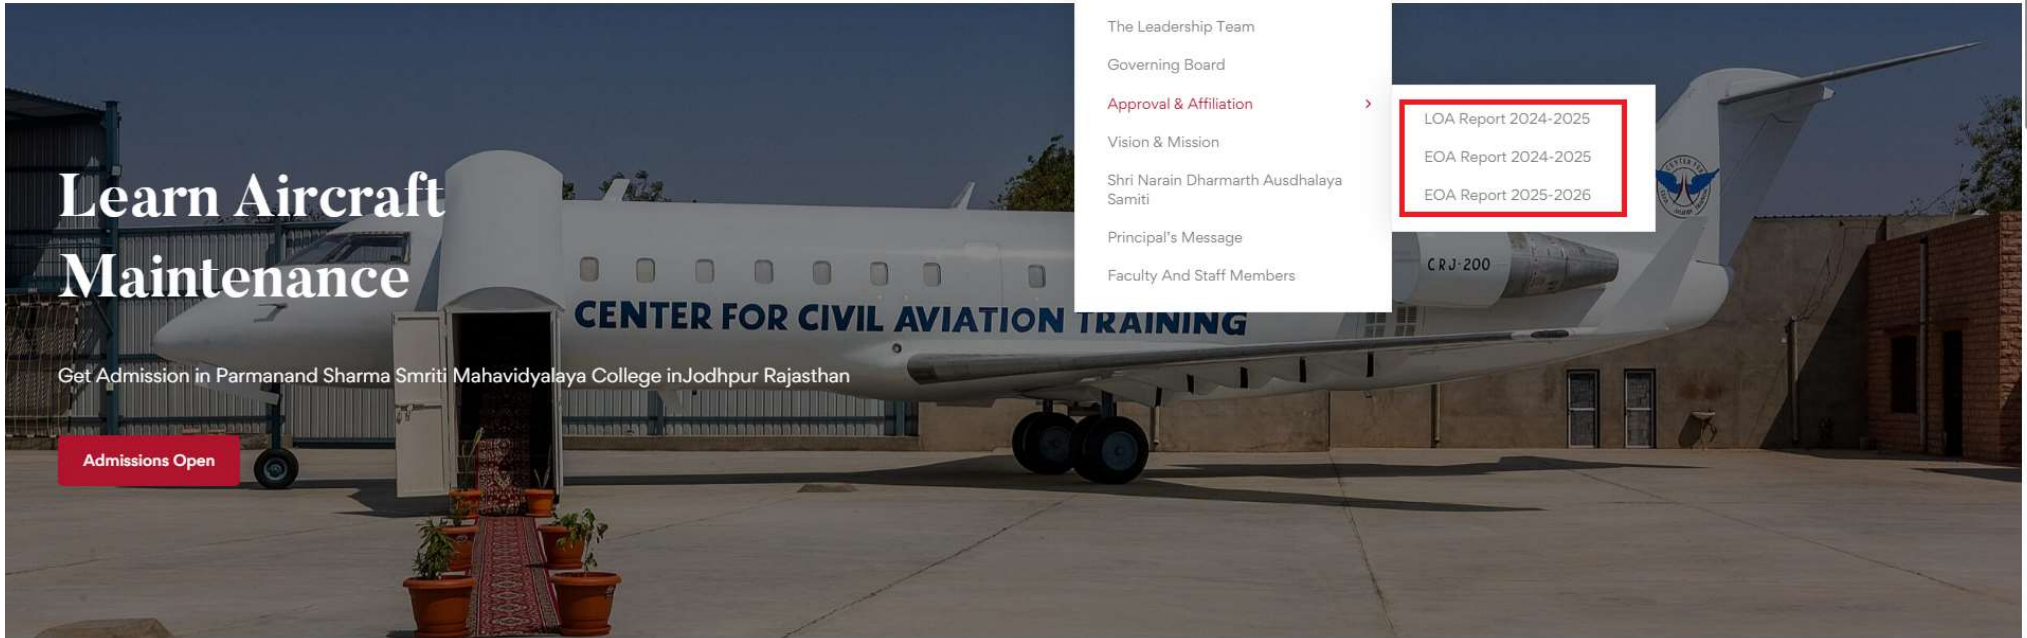 The Leadership Team
Governing Board
Approval & Affiliation
Vision & Mission
Shri Narain Dharmarth Ausdhalaya
Samiti
Principal's Message
Faculty And Staff Members
LOA Report 2024-2025
EOA Report 2024-2025
EOA Report 2025-2026
Learn Aircraft
Maintenance
CRJ-200
CENTER FOR CIVIL AVIATION TRAINING
Get Admission in Parmanand Sharma Smriti Mahavidyalaya College inJodhpur Rajasthan
Admissions Open